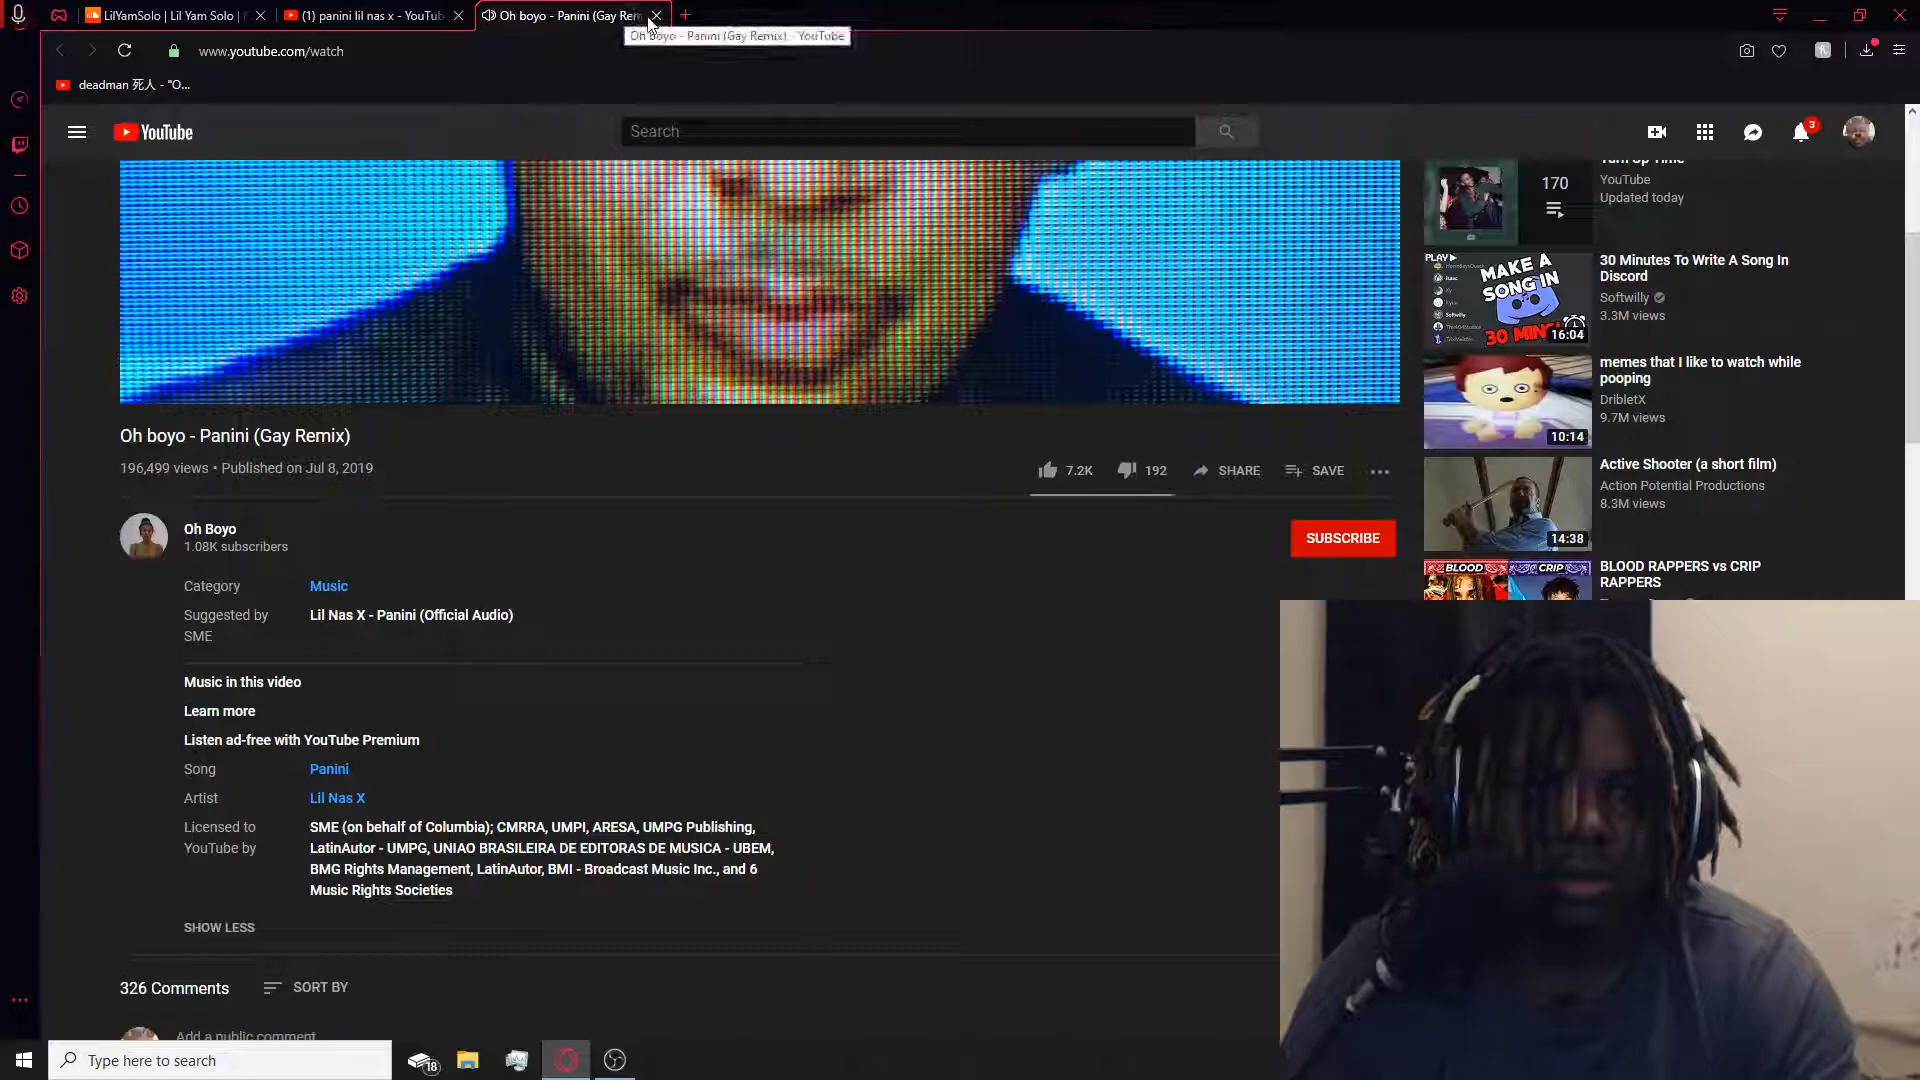 LilYamSolo | Lil Yam Solo |
(1) panini lil nas x - YouTub
Oh boyo - Panini (Gay Rem
Oh boyo - Panini (Gay Remix) - YouTube
www.youtube.com/watch
deadman 死人 - "O...
YouTube
Search
3
Turn Up Time
YouTube
Updated today
170
30 Minutes To Write A Song In
Discord
Softwilly
3.3M views
PLAY
MAKE A
SONG IN
30 MIN
16:04
memes that I like to watch while
pooping
DribletX
9.7M views
10:14
Active Shooter (a short film)
Action Potential Productions
8.3M views
14:38
BLOOD RAPPERS vs CRIP
RAPPERS
BLOOD
CRIP
Oh boyo - Panini (Gay Remix)
196,499 views • Published on Jul 8, 2019
7.2K
192
SHARE
SAVE
Oh Boyo
1.08K subscribers
SUBSCRIBE
Category
Music
Suggested by
SME
Lil Nas X - Panini (Official Audio)
Music in this video
Learn more
Listen ad-free with YouTube Premium
Song
Panini
Artist
Lil Nas X
Licensed to
YouTube by
SME (on behalf of Columbia); CMRRA, UMPI, ARESA, UMPG Publishing,
LatinAutor - UMPG, UNIAO BRASILEIRA DE EDITORAS DE MUSICA - UBEM,
BMG Rights Management, LatinAutor, BMI - Broadcast Music Inc., and 6
Music Rights Societies
SHOW LESS
326 Comments
SORT BY
Add a public comment
Type here to search
18